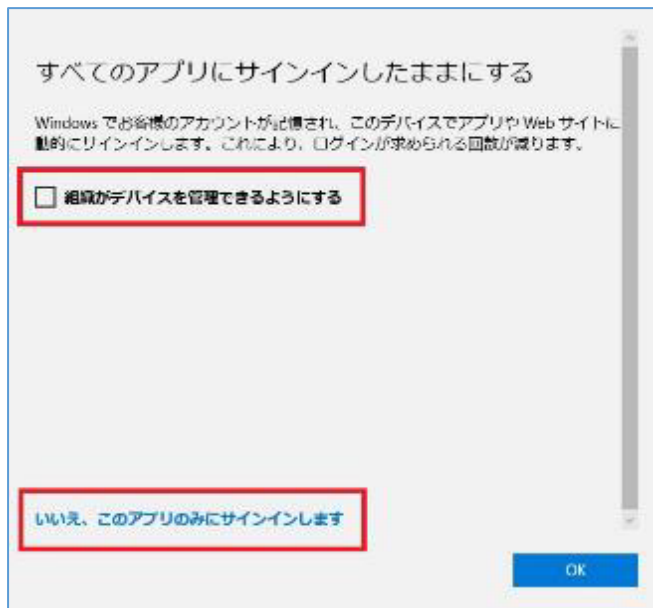 すべてのアプリにサインインしたままにする
Windows でお客様のアカウントが記憶され、このデバイスでアプリや Web サイトに
動的にサインインします。これにより、ログインが求められる回数が減ります。
組織がデバイスを管理できるようにする
いいえ、このアプリのみにサインインします
OK